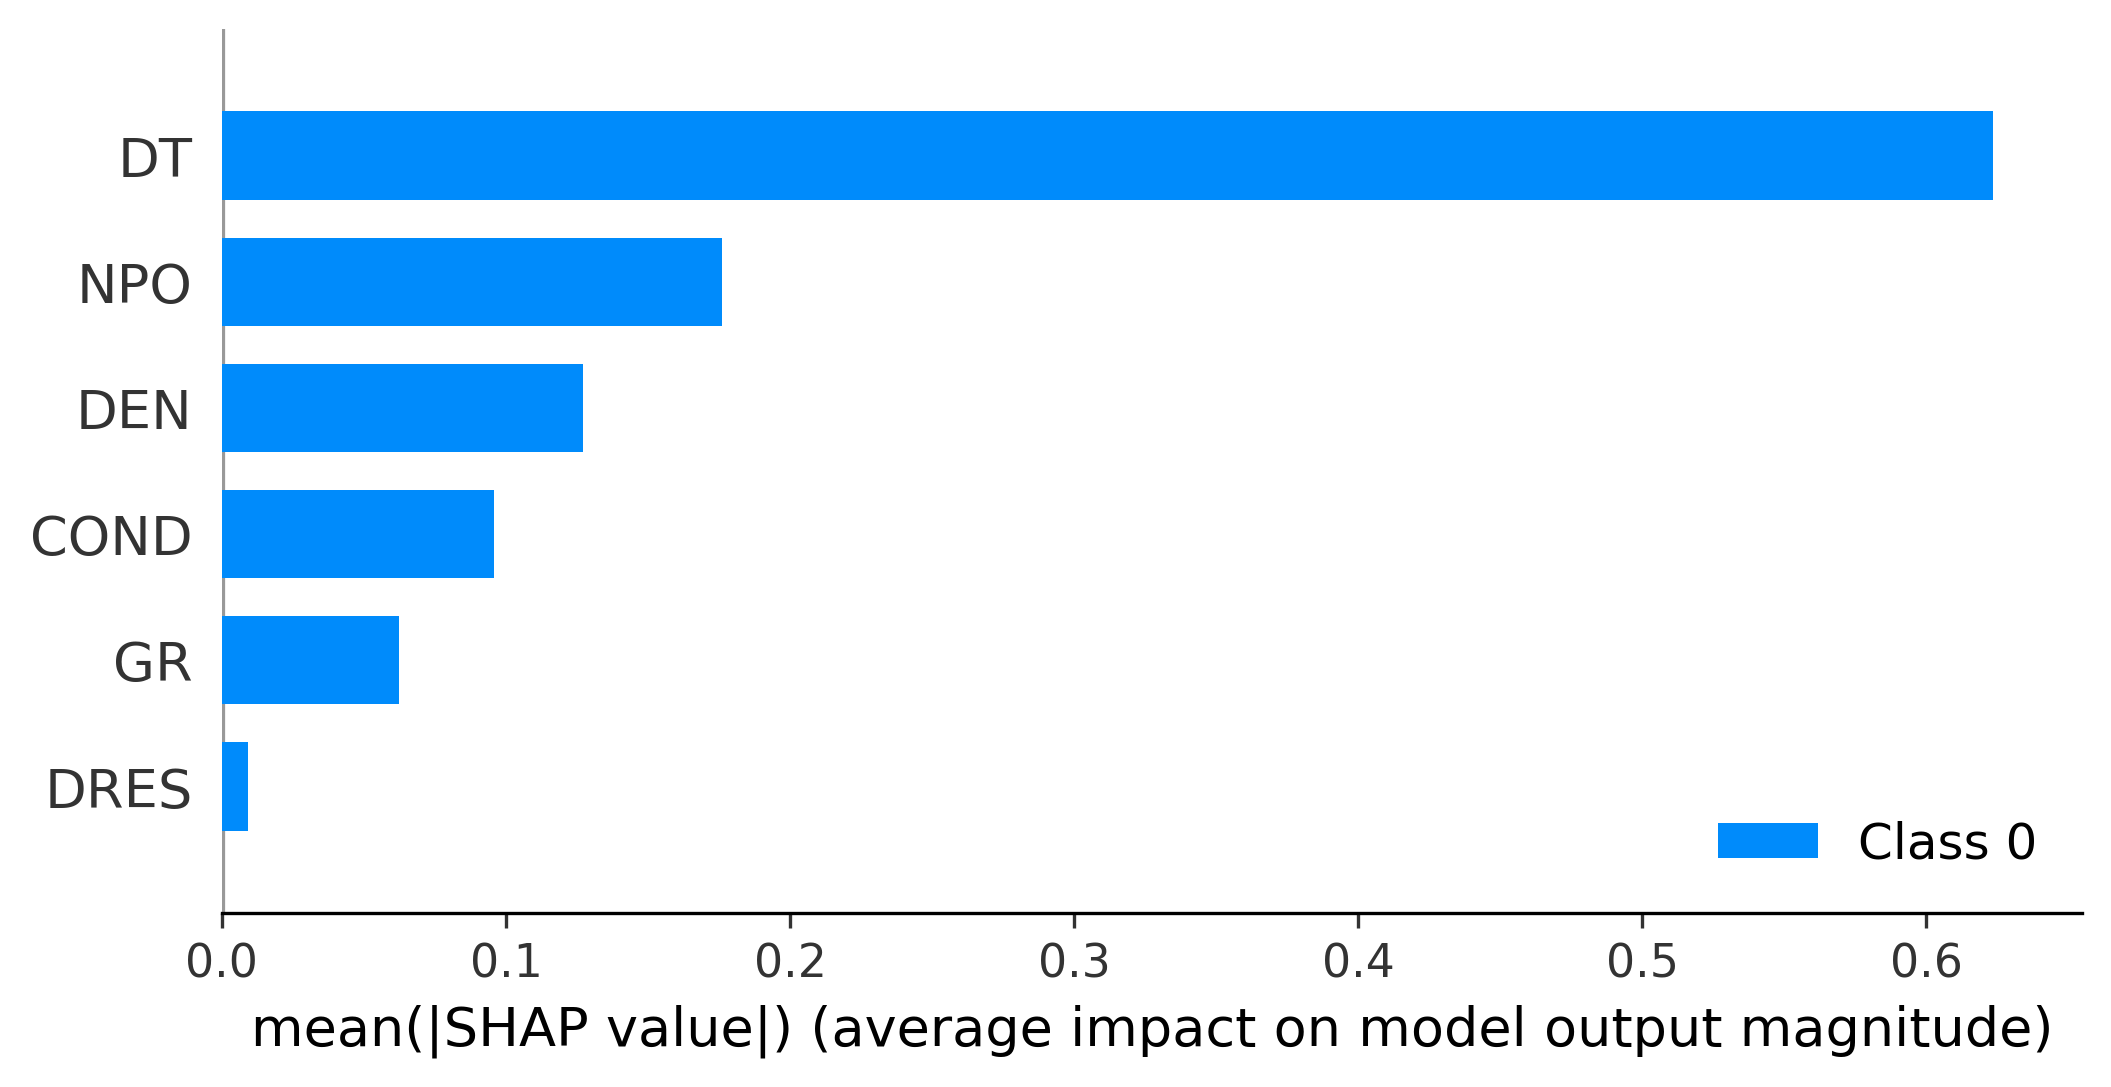 DT
NPO
DEN
COND
GR
DRES
Class 0
0.0 0.1 0.2 0.3 0.4 0.5 0.6
mean(|SHAP value|) (average impact on model output magnitude)